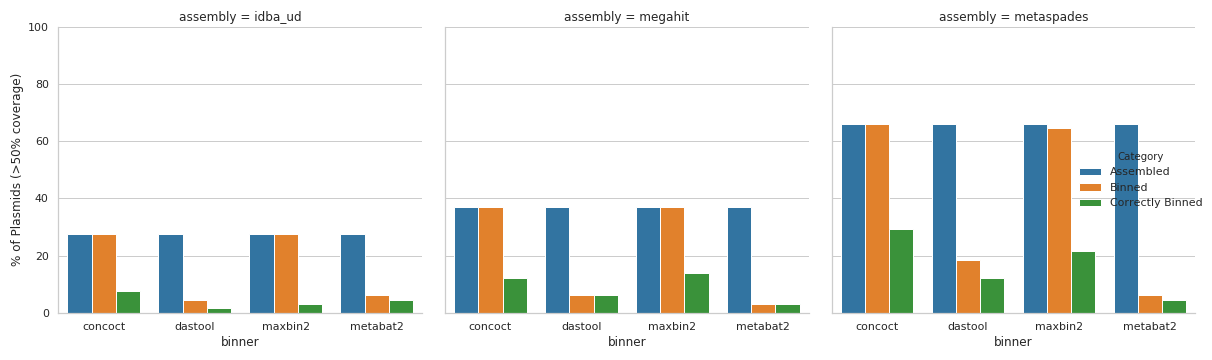 assembly = idba_ud
assembly = megahit
assembly = metaspades
% of Plasmids (>50% coverage)
100
80
60
40
20
0
Category
Assembled
Binned
Correctly Binned
concoct dastool maxbin2 metabat2
concoct dastool maxbin2 metabat2
concoct dastool maxbin2 metabat2
binner
binner
binner